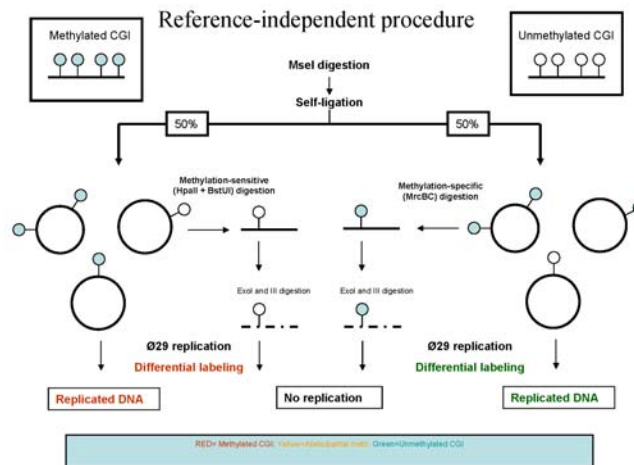 Reference-independent procedure
Methylated CGI
Unmethylated CGI
MseI digestion
Self-ligation
50%
50%
Methylation-sensitive
(HpaII + BstUI) digestion
Methylation-specific
(MrcBC) digestion
ExoI and III digestion
ExoI and III digestion
Ø29 replication
Differential labeling
Ø29 replication
Differential labeling
Replicated DNA
No replication
Replicated DNA
RED= Methylated CGI; Green=Unmethylated CGI